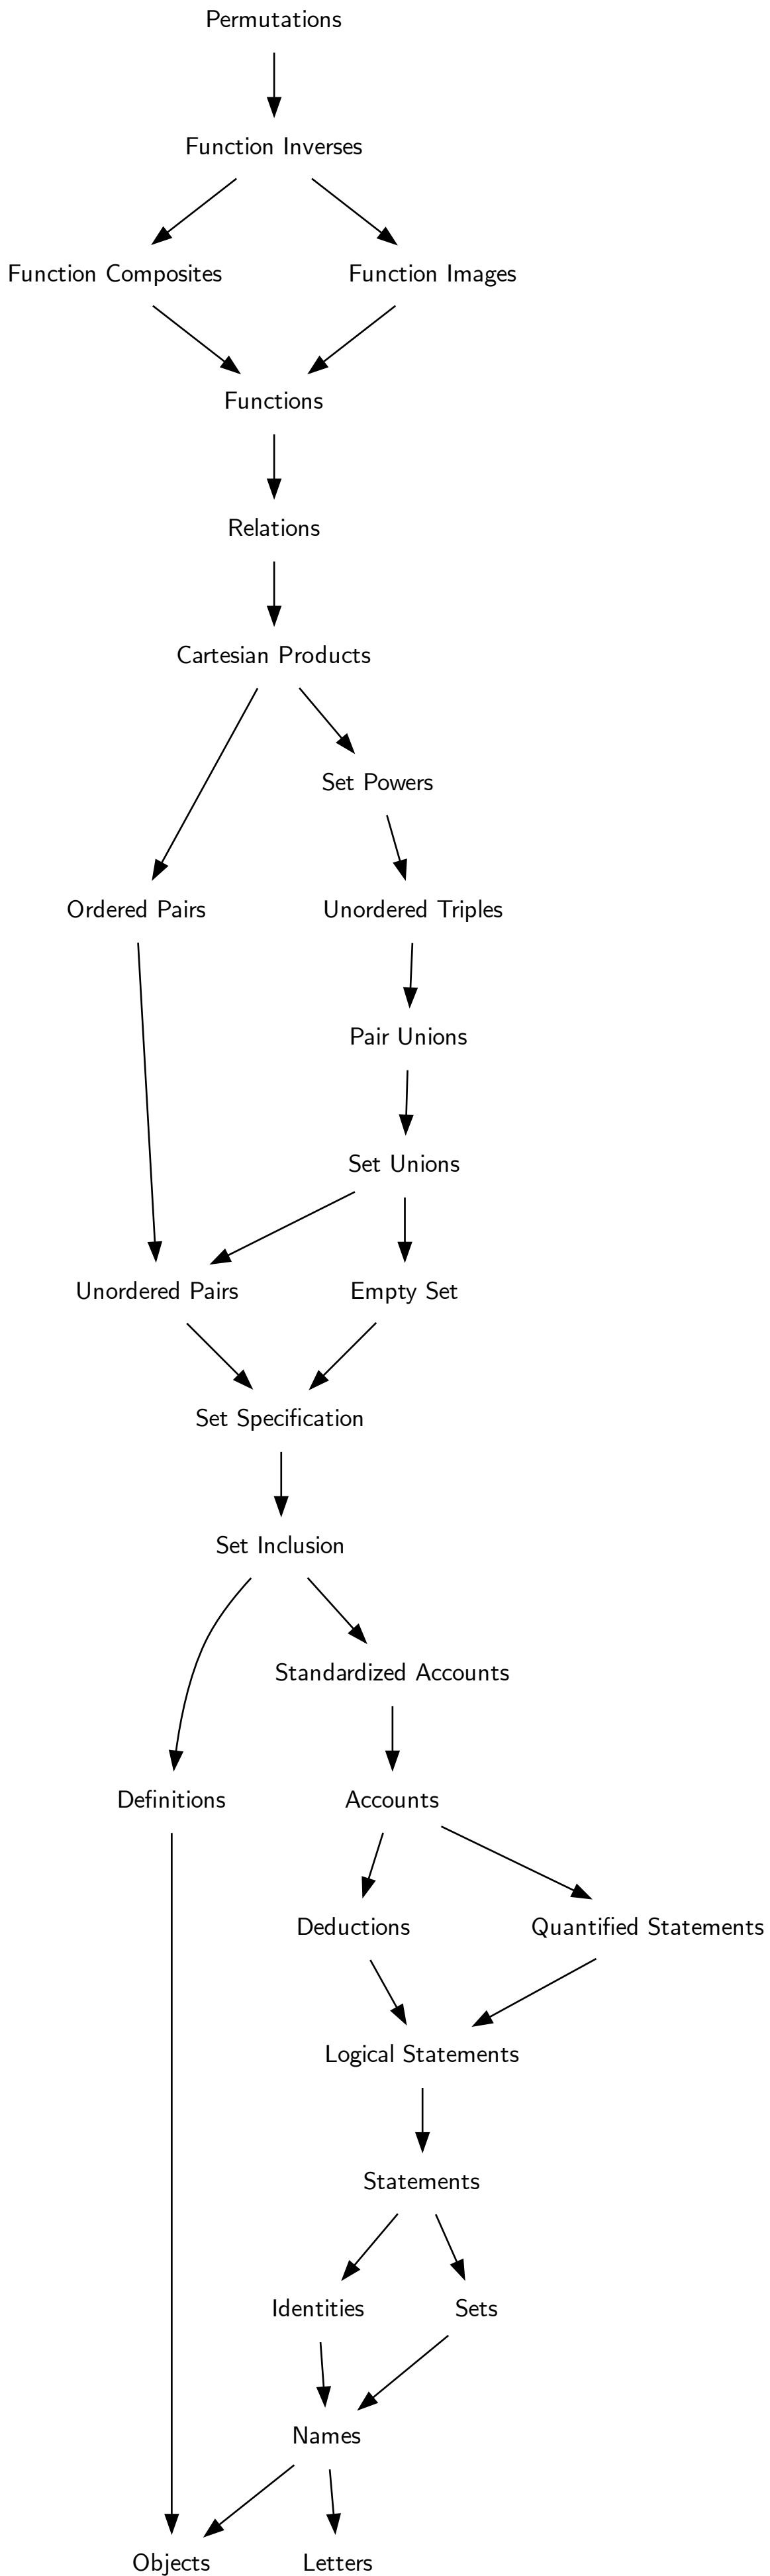 Permutations
Function Inverses
Function Composites
Function Images
Functions
Relations
Cartesian Products
Set Powers
Ordered Pairs
Unordered Triples
Pair Unions
Set Unions
Unordered Pairs
Empty Set
Set Specification
Set Inclusion
Standardized Accounts
Definitions
Accounts
Deductions
Quantified Statements
Logical Statements
Statements
Identities
Sets
Names
Objects
Letters